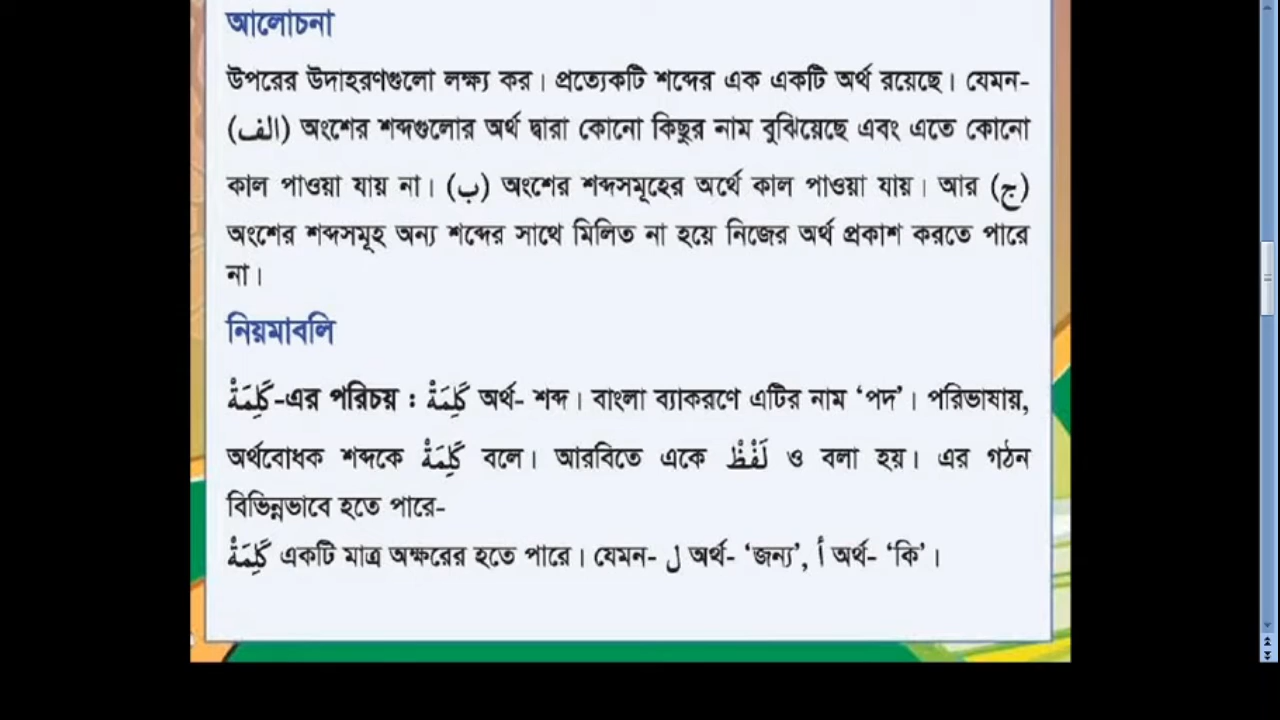 আলোচনা
উপরের উদাহরণগুলো লক্ষ্য কর। প্রত্যেকটি শব্দের এক একটি অর্থ রয়েছে। যেমন-
(الف) অংশের শব্দগুলোর অর্থ দ্বারা কোনো কিছুর নাম বুঝিয়েছে এবং এতে কোনো
কাল পাওয়া যায় না। (ب) অংশের শব্দসমূহের অর্থে কাল পাওয়া যায়। আর (ج)
অংশের শব্দসমূহ অন্য শব্দের সাথে মিলিত না হয়ে নিজের অর্থ প্রকাশ করতে পারে
না।
নিয়মাবলি
كَلِمَةْ-এর পরিচয় : كَلِمَةْ অর্থ- শব্দ। বাংলা ব্যাকরণে এটির নাম ‘পদ’। পরিভাষায়,
অর্থবোধক শব্দকে كَلِمَةْ বলে। আরবিতে একে لَفْظْ ও বলা হয়। এর গঠন
বিভিন্নভাবে হতে পারে-
كَلِمَةْ একটি মাত্র অক্ষরের হতে পারে। যেমন- ل অর্থ- ‘জন্য’, أ অর্থ- ‘কি’।